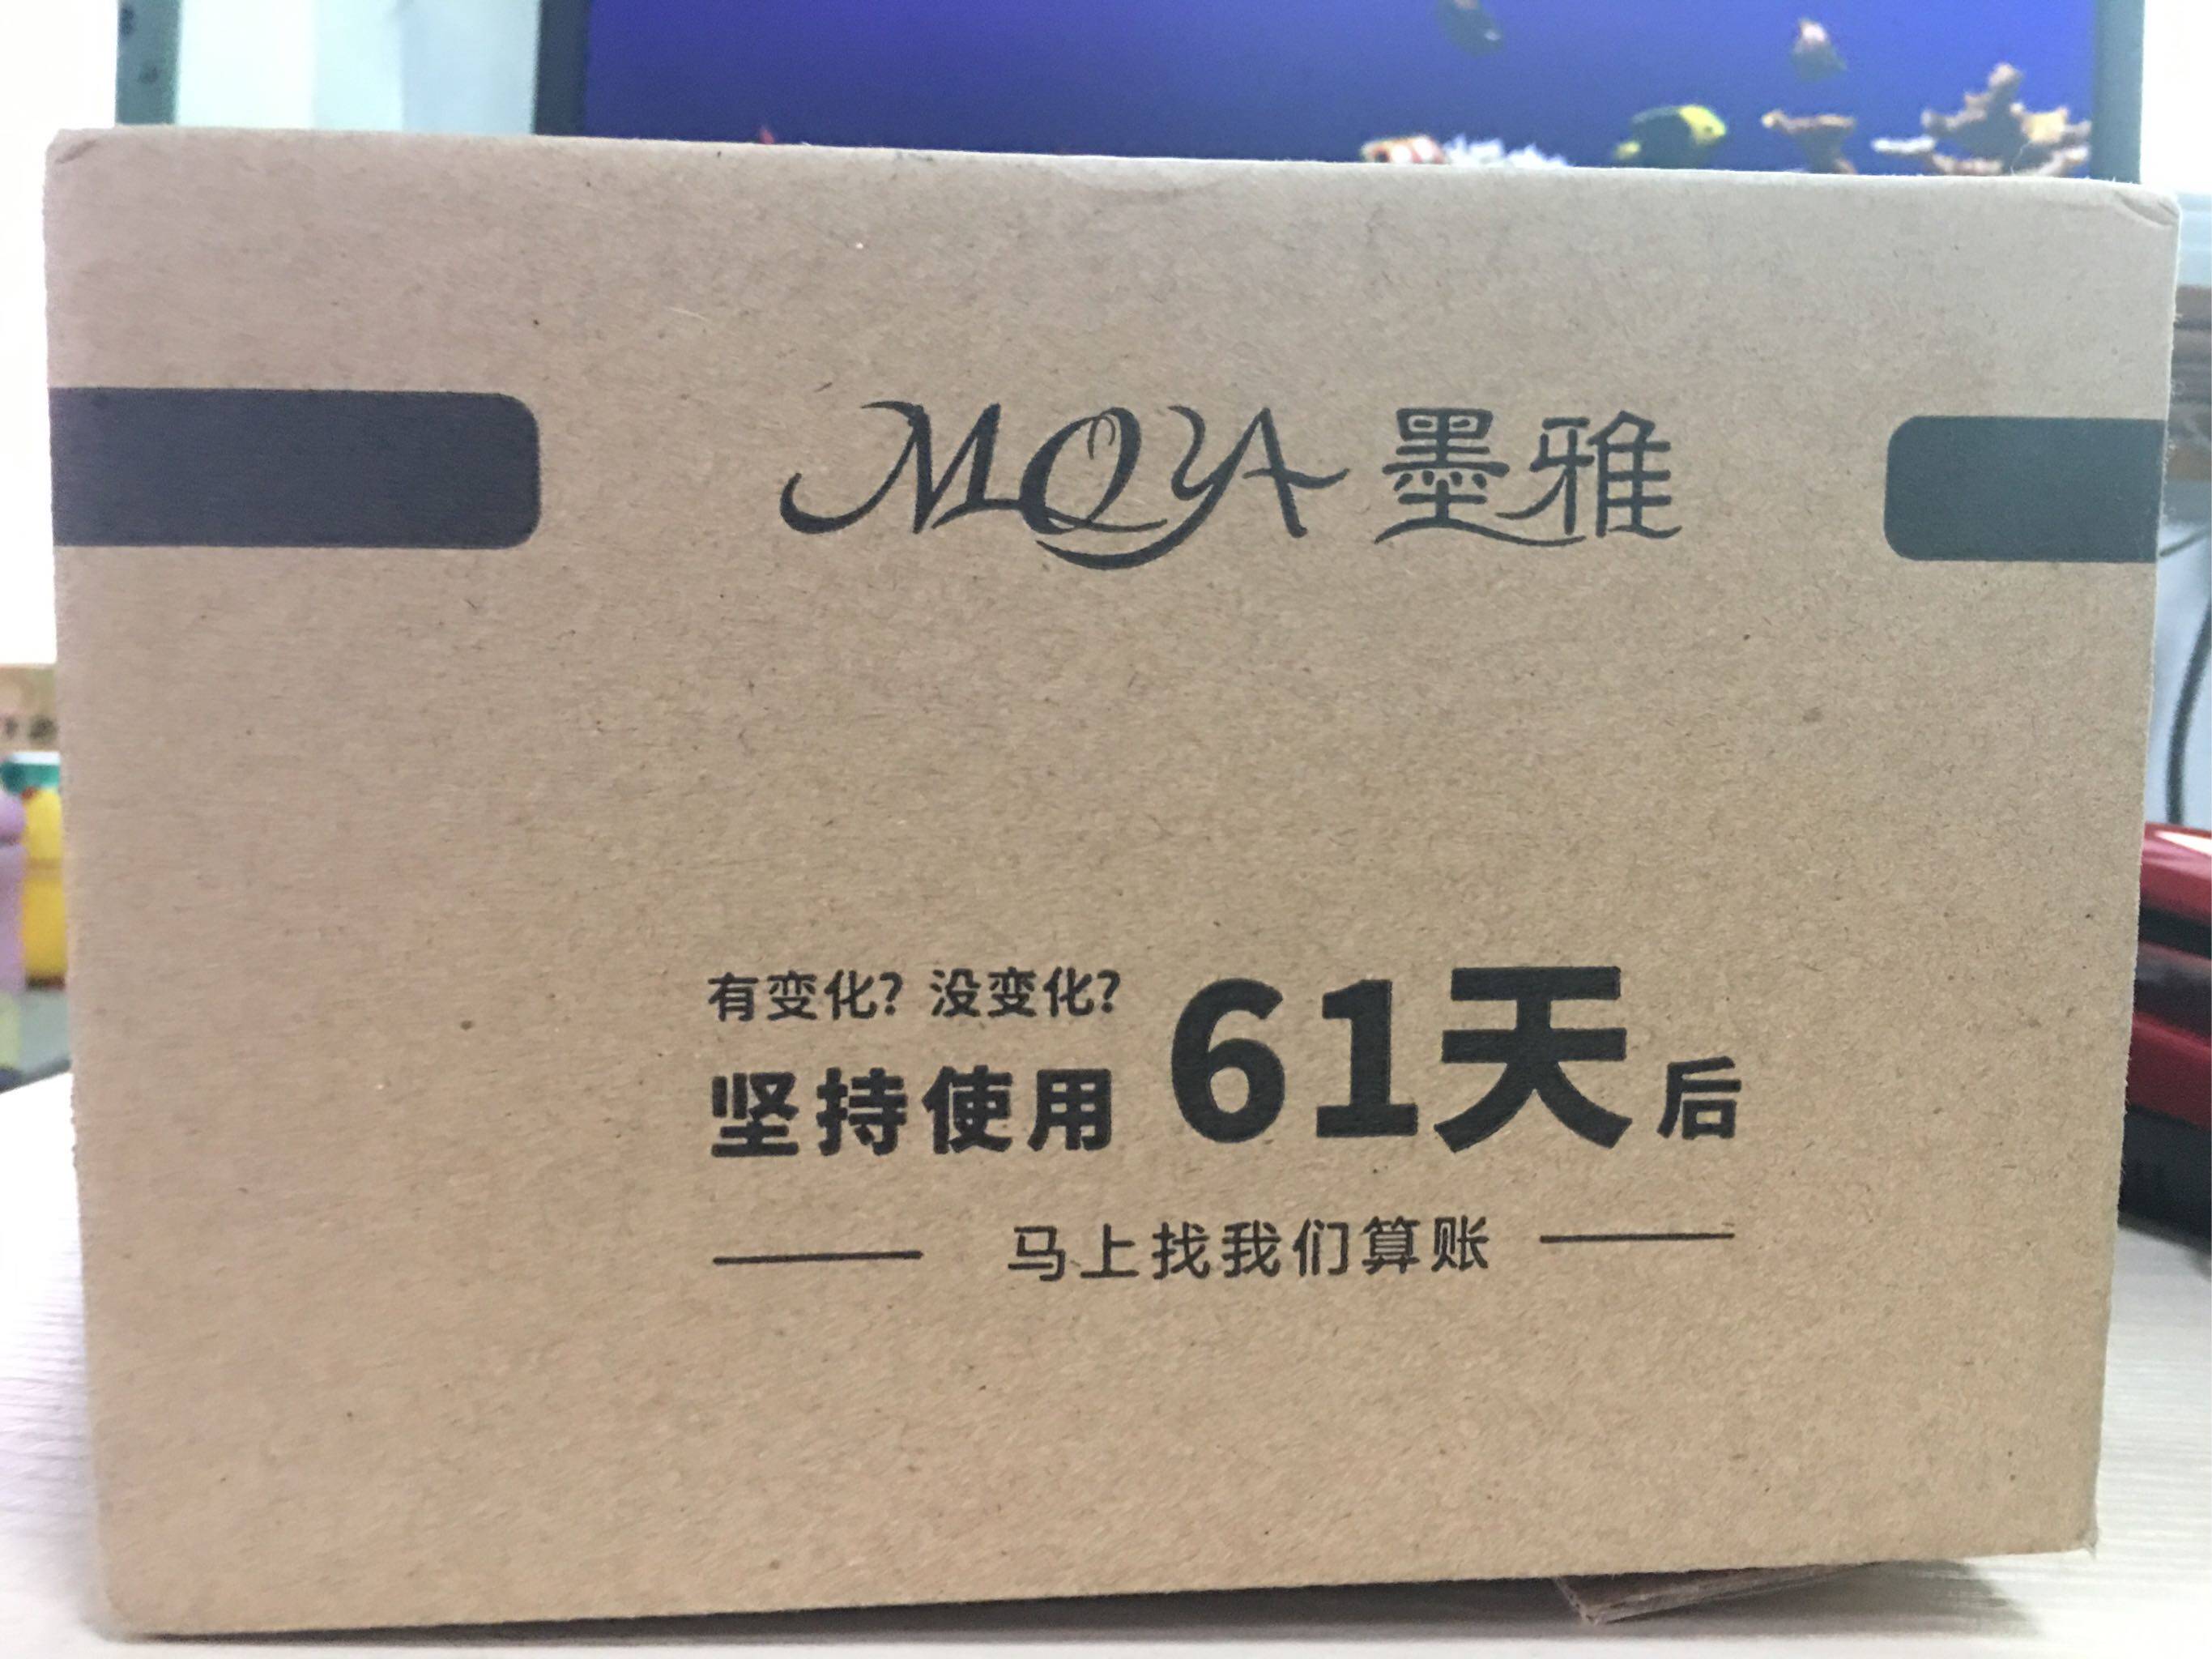 MQYA 墨雅
有变化？没变化？
坚持使用 61天后
马上找我们算账